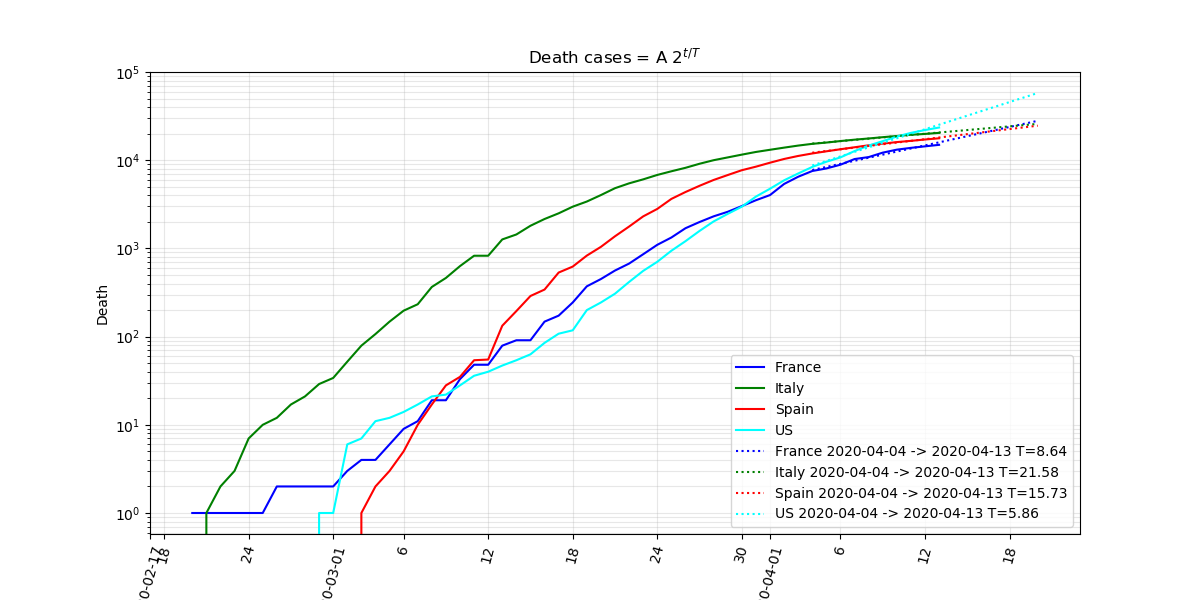 Death cases = A 2^{t/T}
10^5
10^4
10^3
10^2
10^1
10^0
Death
0-02-17
18
24
0-03-01
6
12
18
24
30
0-04-01
6
12
18
France
Italy
Spain
US
France 2020-04-04 -> 2020-04-13 T=8.64
Italy 2020-04-04 -> 2020-04-13 T=21.58
Spain 2020-04-04 -> 2020-04-13 T=15.73
US 2020-04-04 -> 2020-04-13 T=5.86